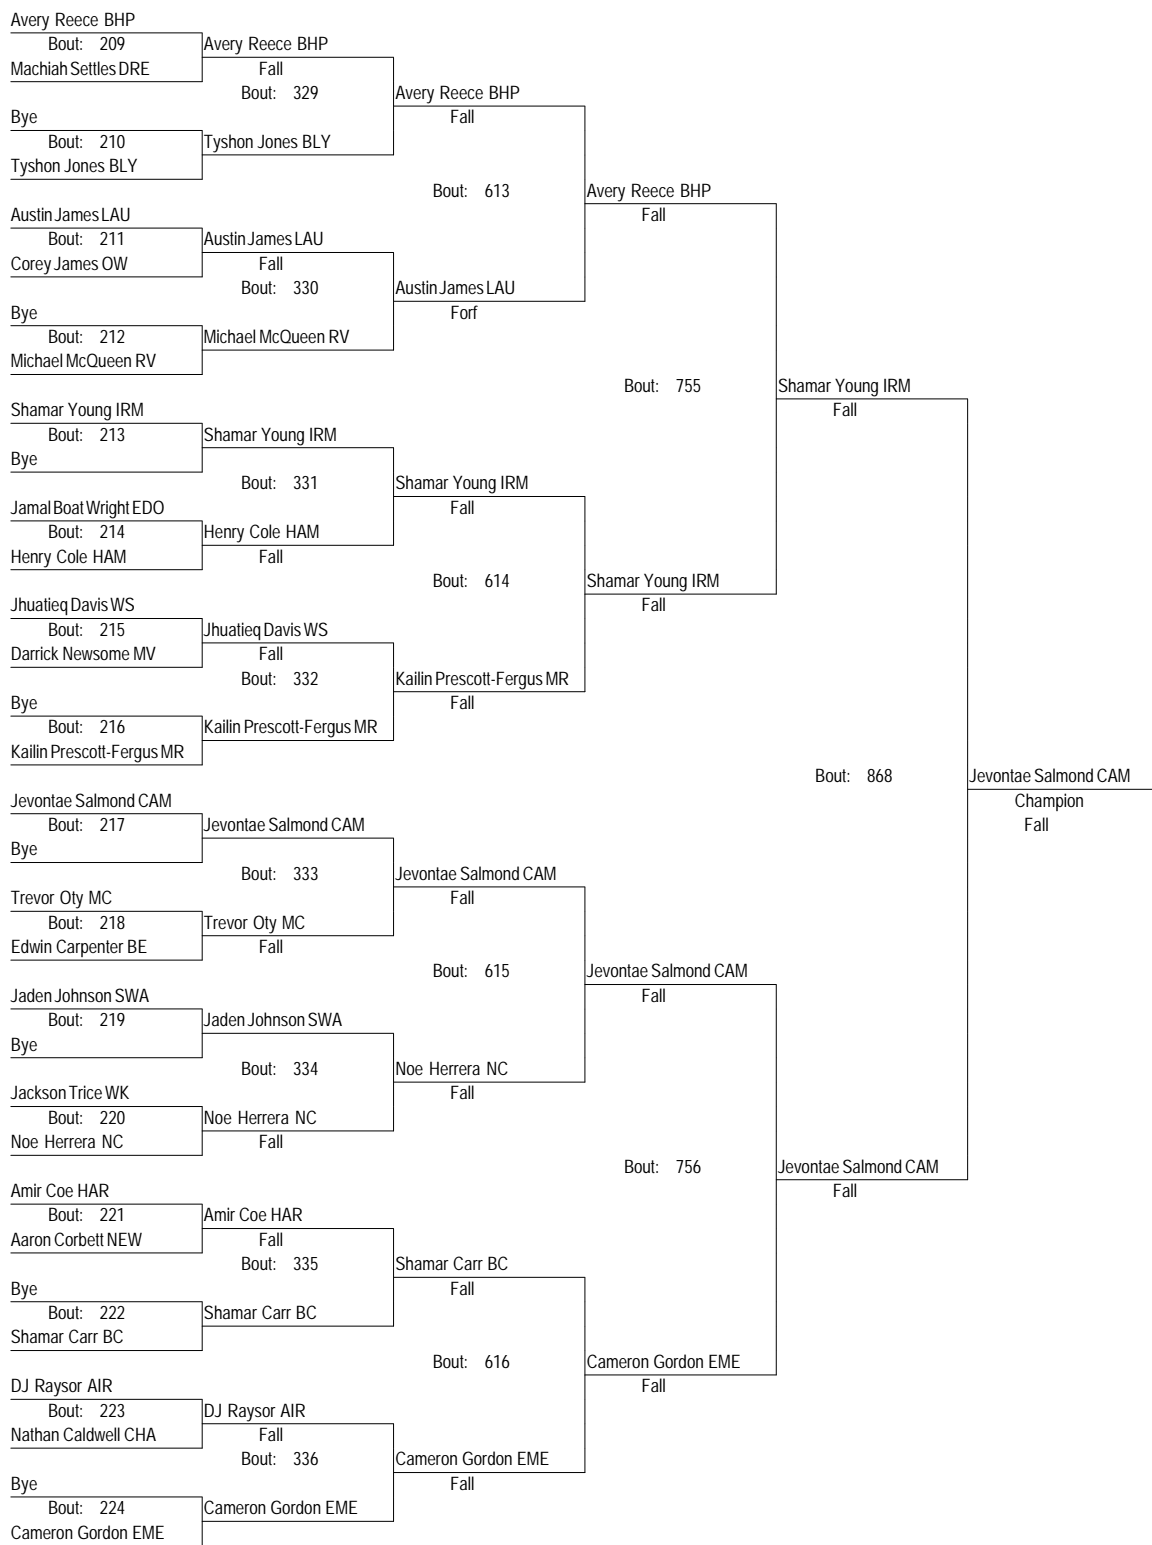 Avery Reece BHP
Bout: 209
Machiah Settles DRE
Bye
Bout: 210
Tyshon Jones BLY
Austin James LAU
Bout: 211
Corey James OW
Bye
Bout: 212
Michael McQueen RV
Shamar Young IRM
Bout: 213
Bye
Jamal Boat Wright EDO
Bout: 214
Henry Cole HAM
Jhuatieq Davis WS
Bout: 215
Darrick Newsome MV
Bye
Bout: 216
Kailin Prescott-Fergus MR
Jevontae Salmond CAM
Bout: 217
Bye
Trevor Oty MC
Bout: 218
Edwin Carpenter BE
Jaden Johnson SWA
Bout: 219
Bye
Jackson Trice WK
Bout: 220
Noe Herrera NC
Amir Coe HAR
Bout: 221
Aaron Corbett NEW
Bye
Bout: 222
Shamar Carr BC
DJ Raysor AIR
Bout: 223
Nathan Caldwell CHA
Bye
Bout: 224
Cameron Gordon EME
Avery Reece BHP
Fall
Bout: 329
Tyshon Jones BLY
Austin James LAU
Fall
Bout: 330
Michael McQueen RV
Shamar Young IRM
Bout: 331
Henry Cole HAM
Fall
Jhuatieq Davis WS
Fall
Bout: 332
Kailin Prescott-Fergus MR
Jevontae Salmond CAM
Bout: 333
Trevor Oty MC
Fall
Jaden Johnson SWA
Bout: 334
Noe Herrera NC
Fall
Amir Coe HAR
Fall
Bout: 335
Shamar Carr BC
DJ Raysor AIR
Fall
Bout: 336
Cameron Gordon EME
Avery Reece BHP
Fall
Bout: 613
Austin James LAU
Forf
Shamar Young IRM
Fall
Bout: 614
Kailin Prescott-Fergus MR
Fall
Jevontae Salmond CAM
Fall
Bout: 615
Noe Herrera NC
Fall
Shamar Carr BC
Fall
Bout: 616
Cameron Gordon EME
Fall
Avery Reece BHP
Fall
Bout: 755
Shamar Young IRM
Fall
Jevontae Salmond CAM
Fall
Bout: 756
Cameron Gordon EME
Fall
Shamar Young IRM
Fall
Bout: 868
Jevontae Salmond CAM
Fall
Jevontae Salmond CAM
Champion
Fall